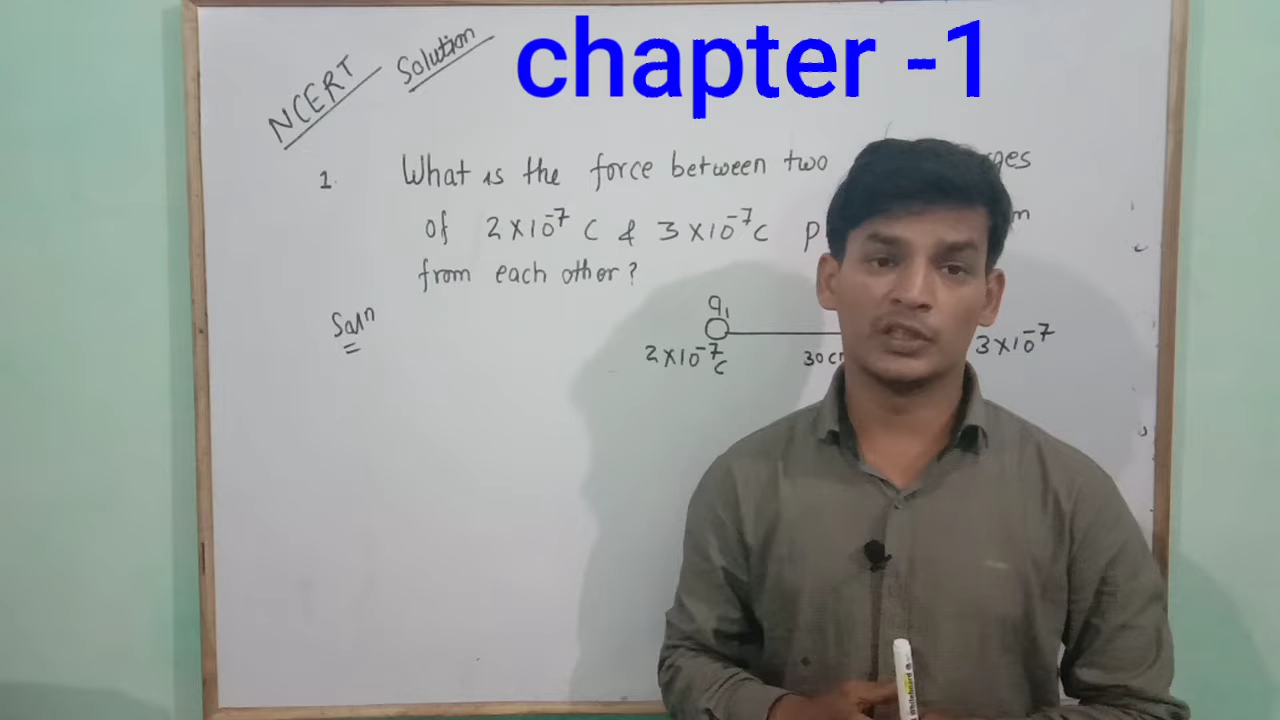 chapter -1
NCERT Solution
1. What is the force between two
of 2×10⁻⁷ C & 3×10⁻⁷C
from each other?
Solⁿ
q₁
2×10⁻⁷ C
3×10⁻⁷